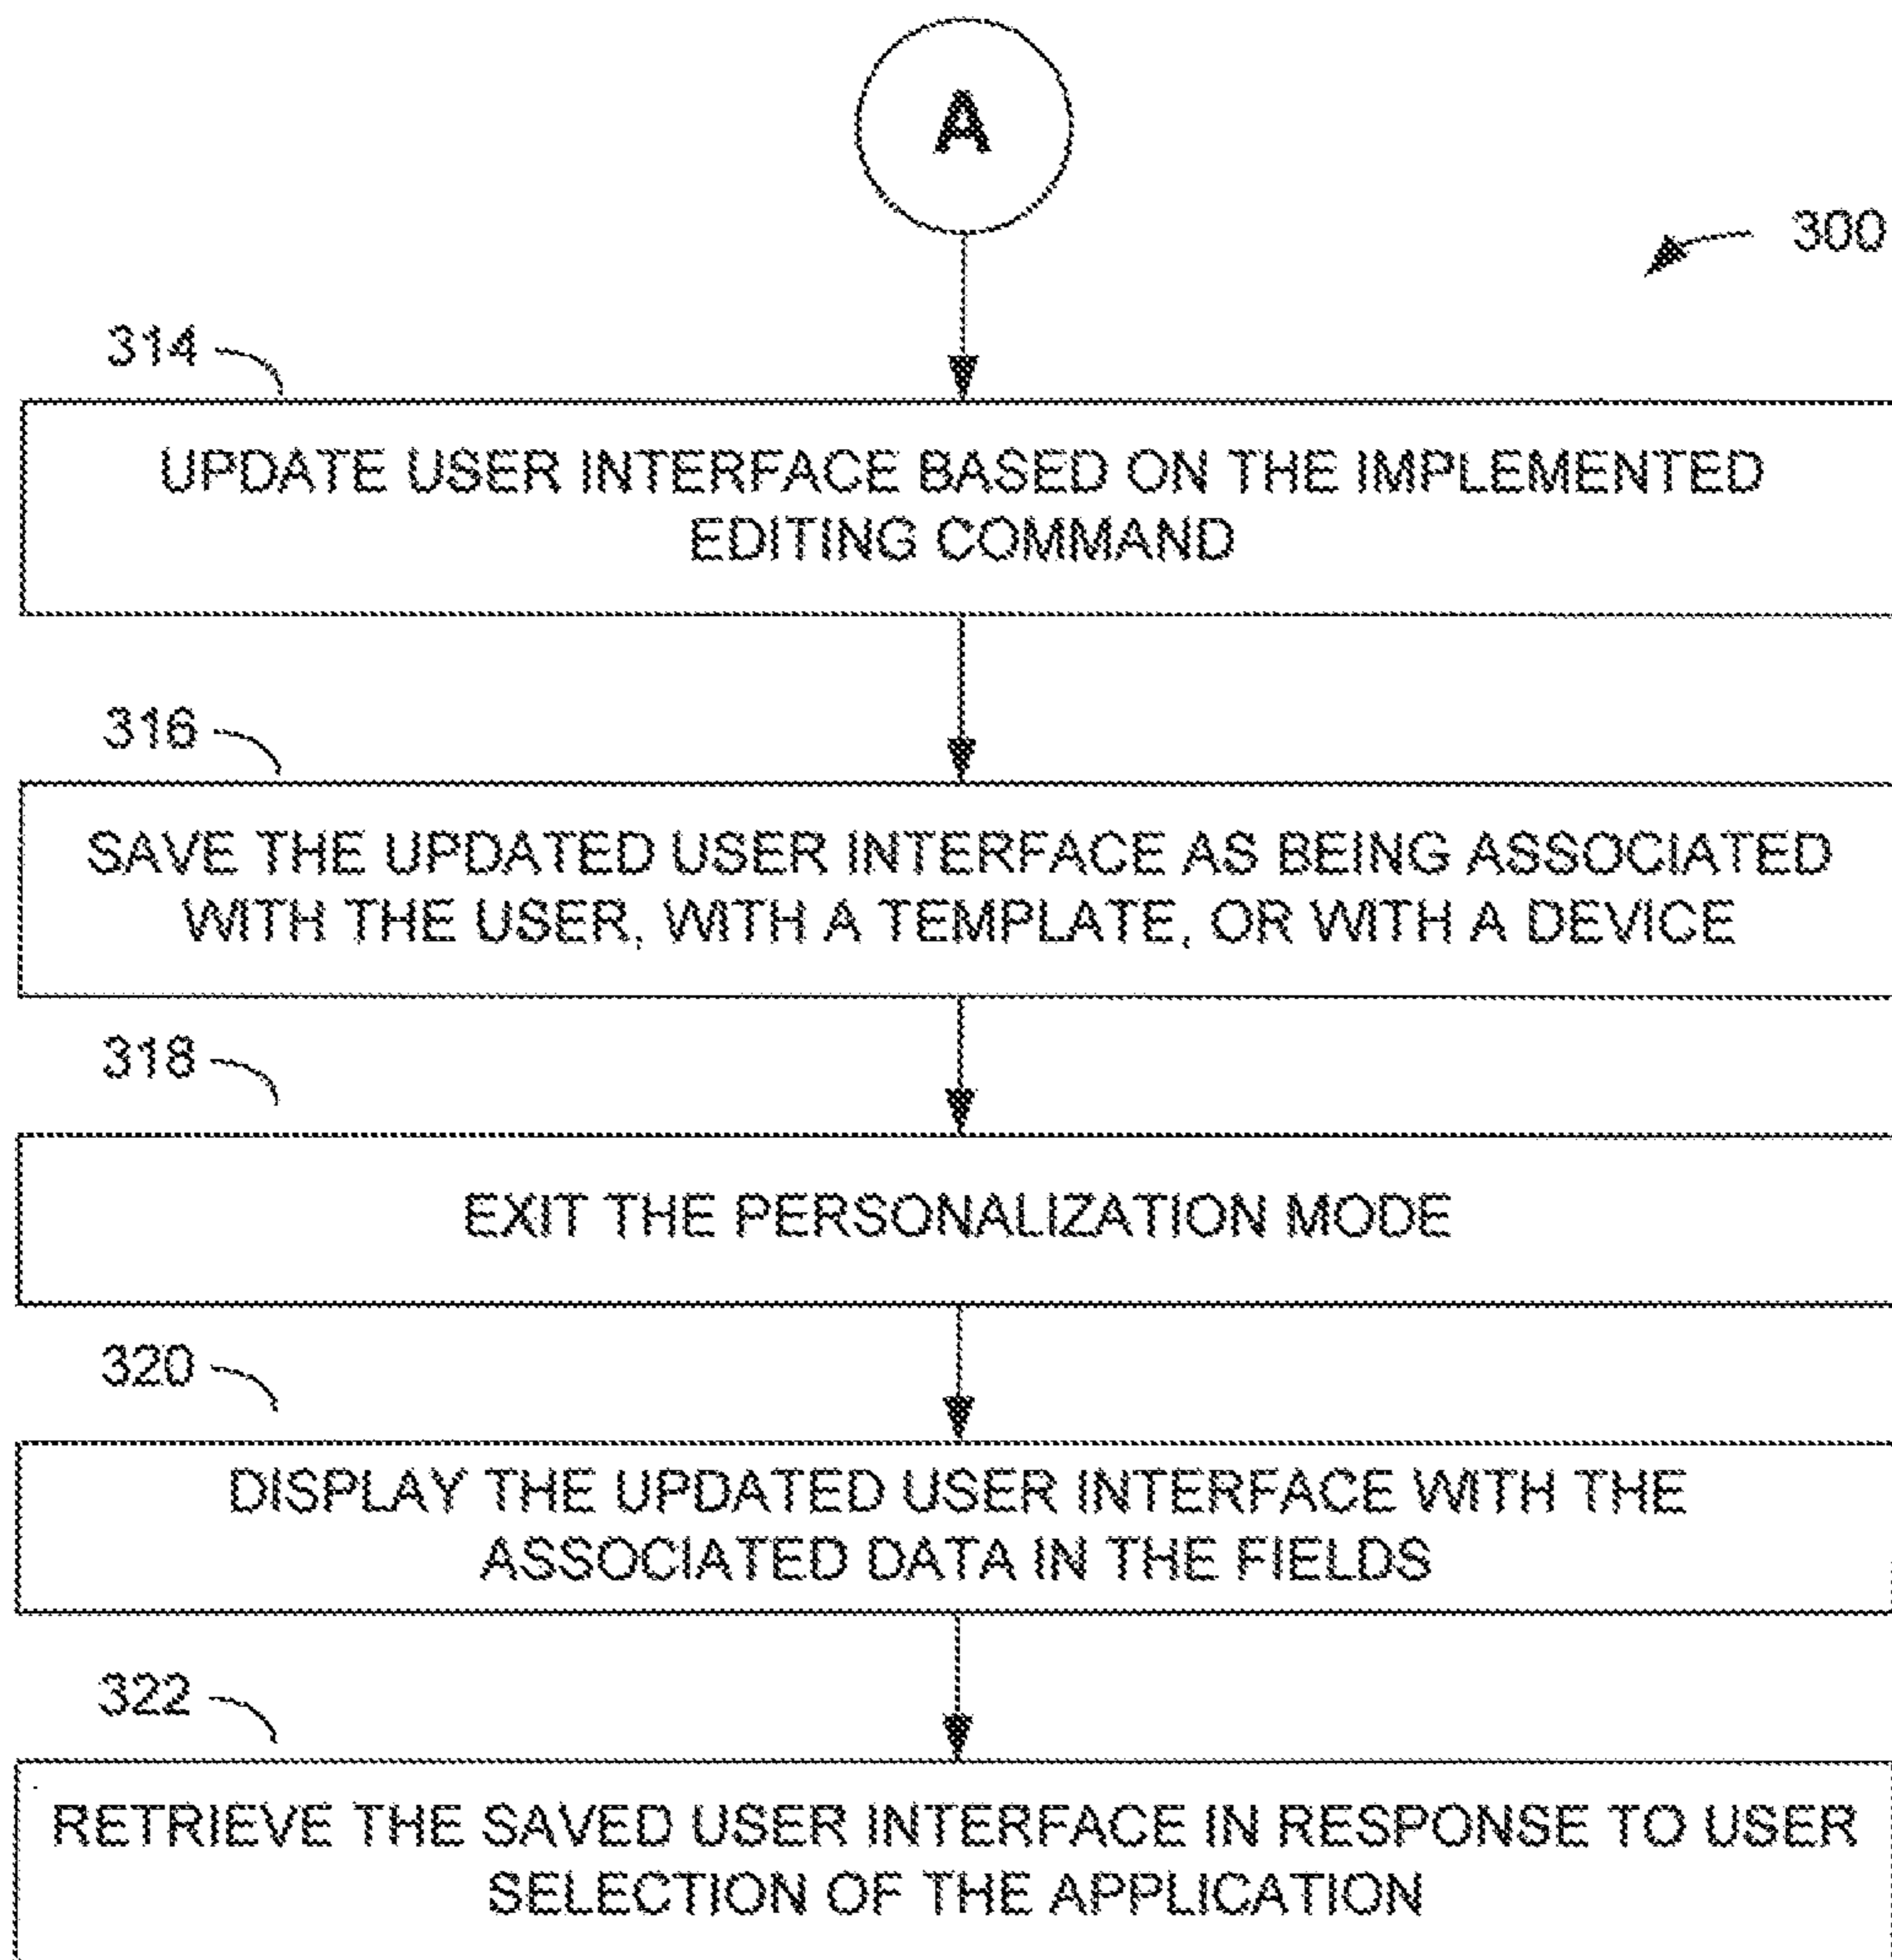 A
300
314
UPDATE USER INTERFACE BASED ON THE IMPLEMENTED
EDITING COMMAND
316
SAVE THE UPDATED USER INTERFACE AS BEING ASSOCIATED
WITH THE USER, WITH A TEMPLATE, OR WITH A DEVICE
318
EXIT THE PERSONALIZATION MODE
320
DISPLAY THE UPDATED USER INTERFACE WITH THE
ASSOCIATED DATA IN THE FIELDS
322
RETRIEVE THE SAVED USER INTERFACE IN RESPONSE TO USER
SELECTION OF THE APPLICATION